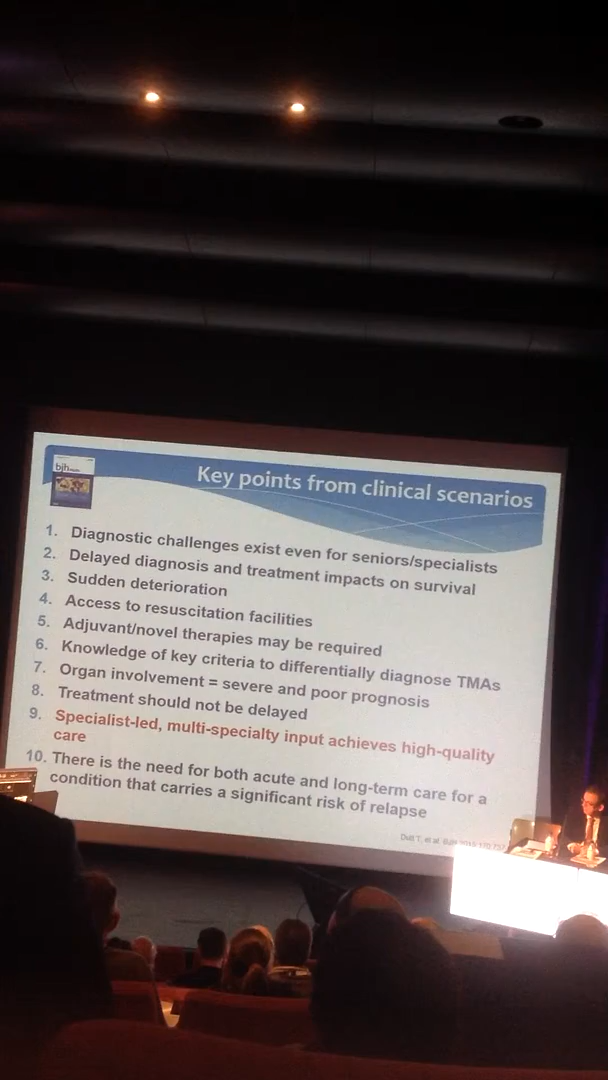 bjh
Key points from clinical scenarios
1. Diagnostic challenges exist even for seniors/specialists
2. Delayed diagnosis and treatment impacts on survival
3. Sudden deterioration
4. Access to resuscitation facilities
5. Adjuvant/novel therapies may be required
6. Knowledge of key criteria to differentially diagnose TMAs
7. Organ involvement = severe and poor prognosis
8. Treatment should not be delayed
9. Specialist-led, multi-specialty input achieves high-quality
care
10. There is the need for both acute and long-term care for a
condition that carries a significant risk of relapse
T, et al.